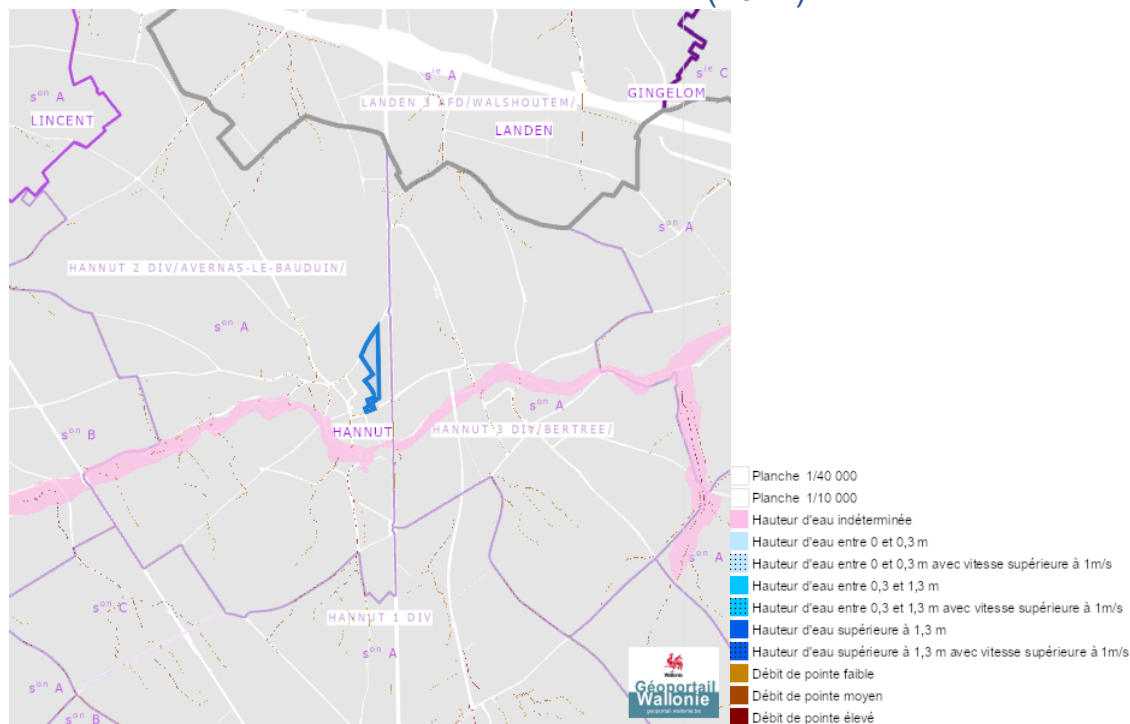 s^ie A
s^ie C
s^on A
GINGELOM
LANDEN 3 AFD/WALSHOUTEM/
LINCENT
LANDEN
s^on A
HANNUT 2 DIV/AVERNAS-LE-BAUDUIN/
s^on A
s^on A
s^on B
HANNUT
HANNUT 3 DIV/BERTREE/
s^on A
s^on C
HANNUT 1 DIV
s^on A
s^on A
s^on B
Wallonie
Géoportail
Wallonie
geoportail.wallonie.be
Planche 1/40 000
Planche 1/10 000
Hauteur d'eau indéterminée
Hauteur d'eau entre 0 et 0,3 m
Hauteur d'eau entre 0 et 0,3 m avec vitesse supérieure à 1m/s
Hauteur d'eau entre 0,3 et 1,3 m
Hauteur d'eau entre 0,3 et 1,3 m avec vitesse supérieure à 1m/s
Hauteur d'eau supérieure à 1,3 m
Hauteur d'eau supérieure à 1,3 m avec vitesse supérieure à 1m/s
Débit de pointe faible
Débit de pointe moyen
Débit de pointe élevé